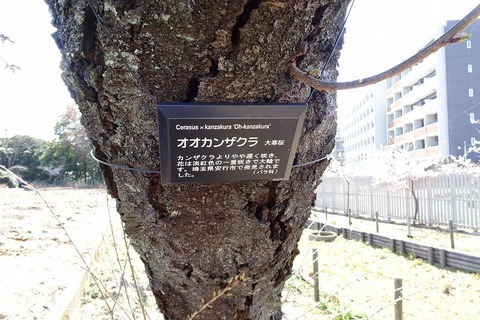 Cerasus × kanzakura 'Oh-kanzakura'
オオカンザクラ 大寒桜
カンザクラよりやや遅く咲き、
花は淡紅色の一重咲きで大輪で
す。埼玉県安行市で発見されま
した。 (バラ科)